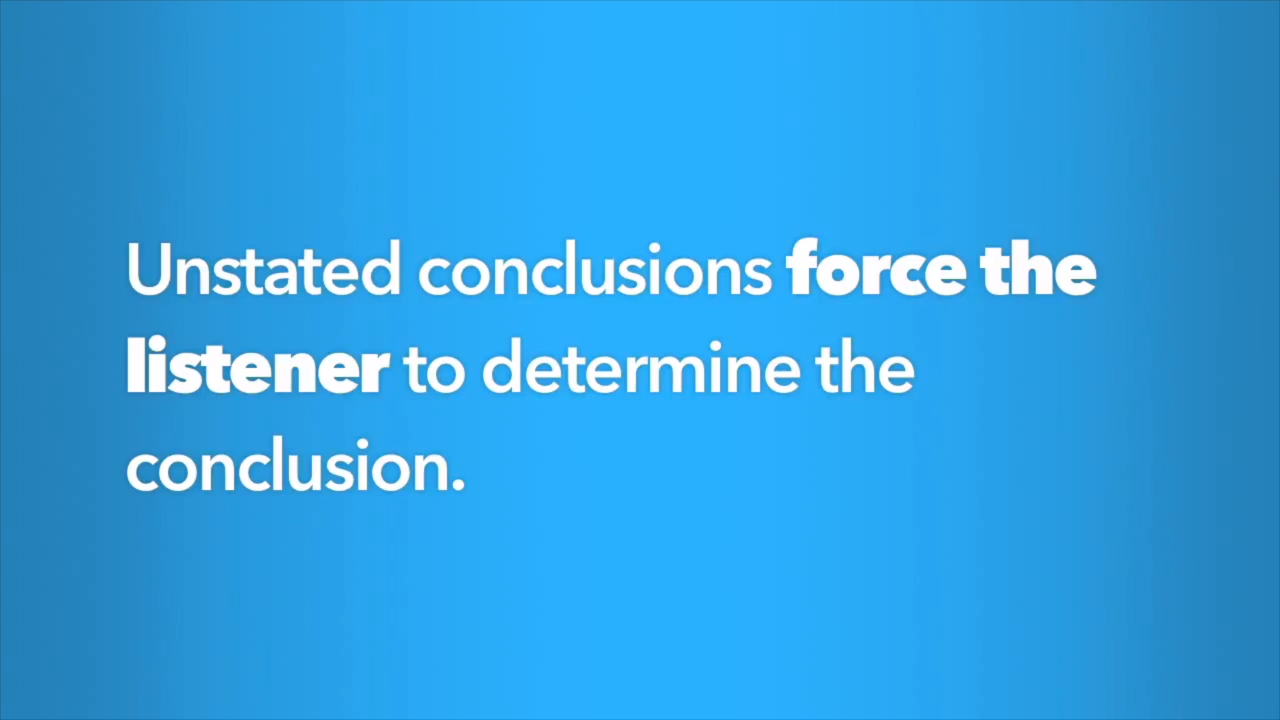 Unstated conclusions force the
listener to determine the
conclusion.